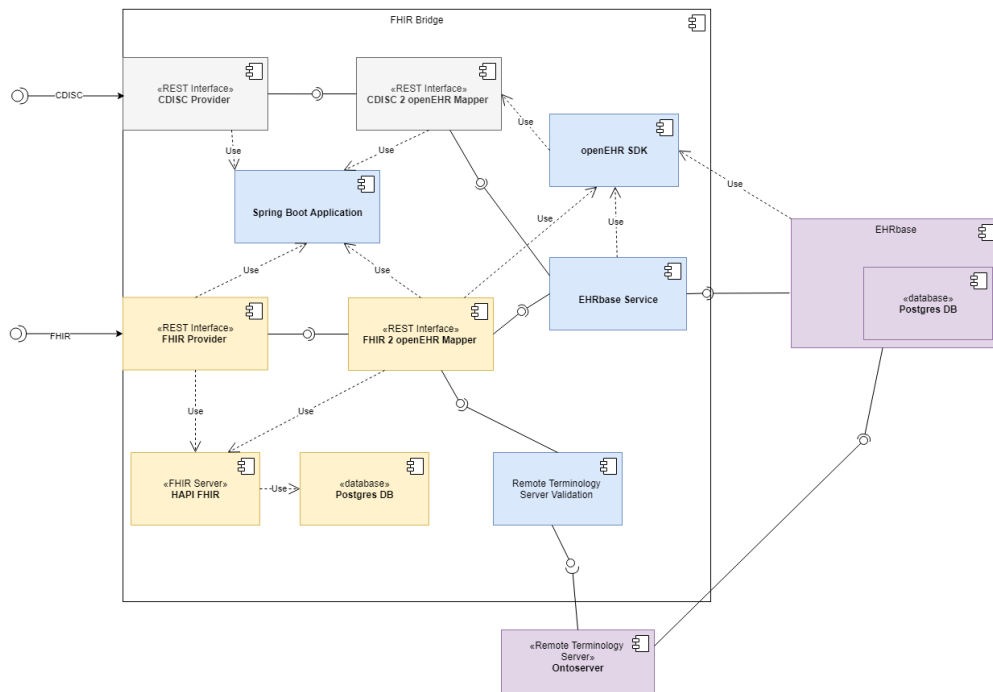 FHIR Bridge
«REST Interface»
CDISC Provider
«REST Interface»
CDISC 2 openEHR Mapper
CDISC
Use
Use
Use
openEHR SDK
Use
Spring Boot Application
Use
Use
Use
Use
EHRbase
EHRbase Service
«database»
Postgres DB
«REST Interface»
FHIR Provider
«REST Interface»
FHIR 2 openEHR Mapper
FHIR
Use
Use
«FHIR Server»
HAPI FHIR
Use
«database»
Postgres DB
Remote Terminology
Server Validation
«Remote Terminology
Server»
Ontoserver